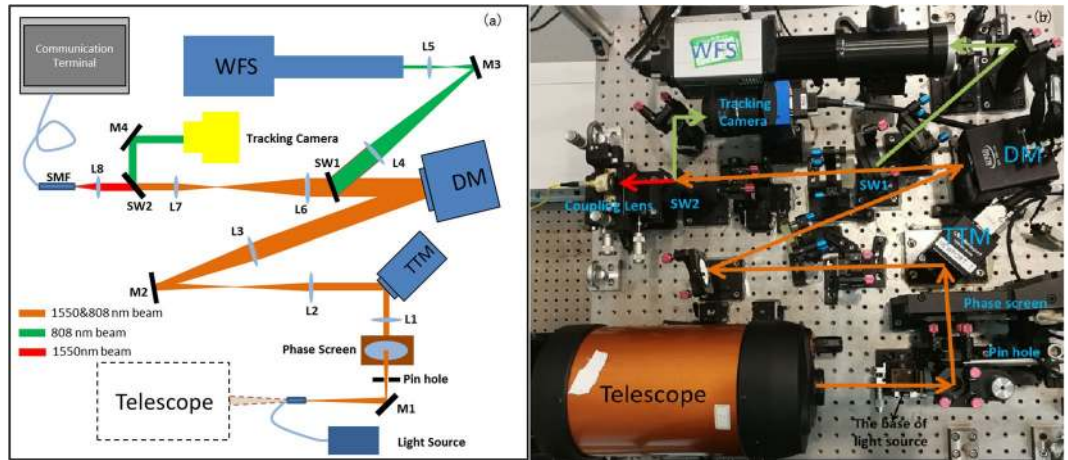 (a)
Communication
Terminal
WFS
L5
M3
M4
Tracking Camera
L4
SW1
DM
SMF
L8
SW2
L7
L6
L3
TTM
M2
L2
L1
1550&808 nm beam
808 nm beam
1550nm beam
Phase Screen
Pin hole
Telescope
M1
Light Source
(b)
WFS
Tracking
Camera
DM
SW1
Coupling Lens
SW2
TTM
Phase screen
Pin hole
Telescope
The base of
light source